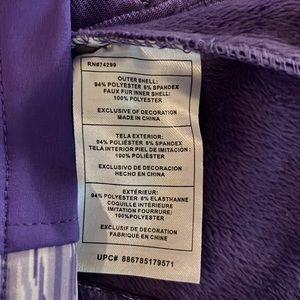 RN#74299
OUTER SHELL:
94% POLYESTER 6% SPANDEX
FAUX FUR INNER SHELL:
100% POLYESTER
EXCLUSIVE OF DECORATION
MADE IN CHINA
TELA EXTERIOR:
94% POLIÉSTER 6% SPANDEX
TELA INTERIOR PIEL DE IMITACIÓN :
100% POLIÉSTER
EXCLUSIVO DE DECORACION
HECHO EN CHINA
EXTÉRIEUR:
94% POLYESTER 6% ELASTHANNE
COQUILLE INTÉRIEURE
IMITATION FOURRURE:
100%POLYESTER
EXCLUSIF DE DECORATION
FABRIQUÉ EN CHINE
UPC# 886785179571